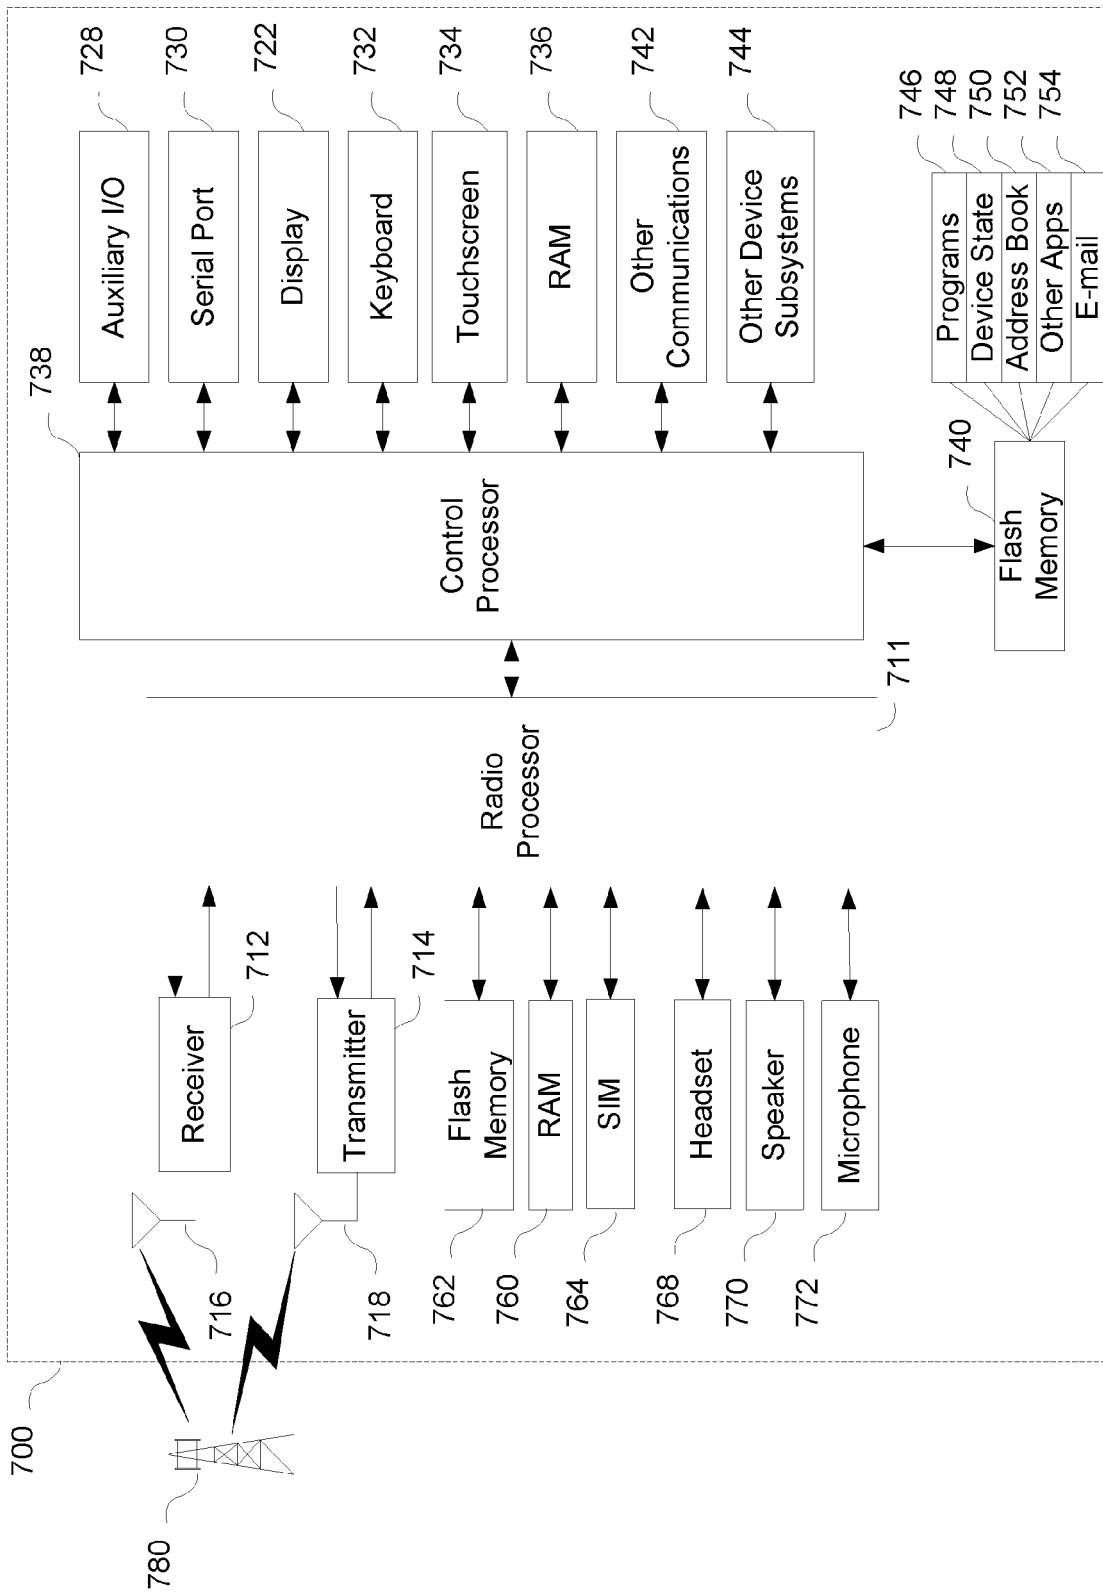 700
780
716
718
Receiver
712
Transmitter
714
762
Flash
Memory
760
RAM
764
SIM
768
Headset
770
Speaker
772
Microphone
Radio
Processor
711
738
Control
Processor
Auxiliary I/O
728
Serial Port
730
Display
722
Keyboard
732
Touchscreen
734
RAM
736
Other
Communications
742
Other Device
Subsystems
744
740
Flash
Memory
Programs
746
Device State
748
Address Book
750
Other Apps
752
E-mail
754